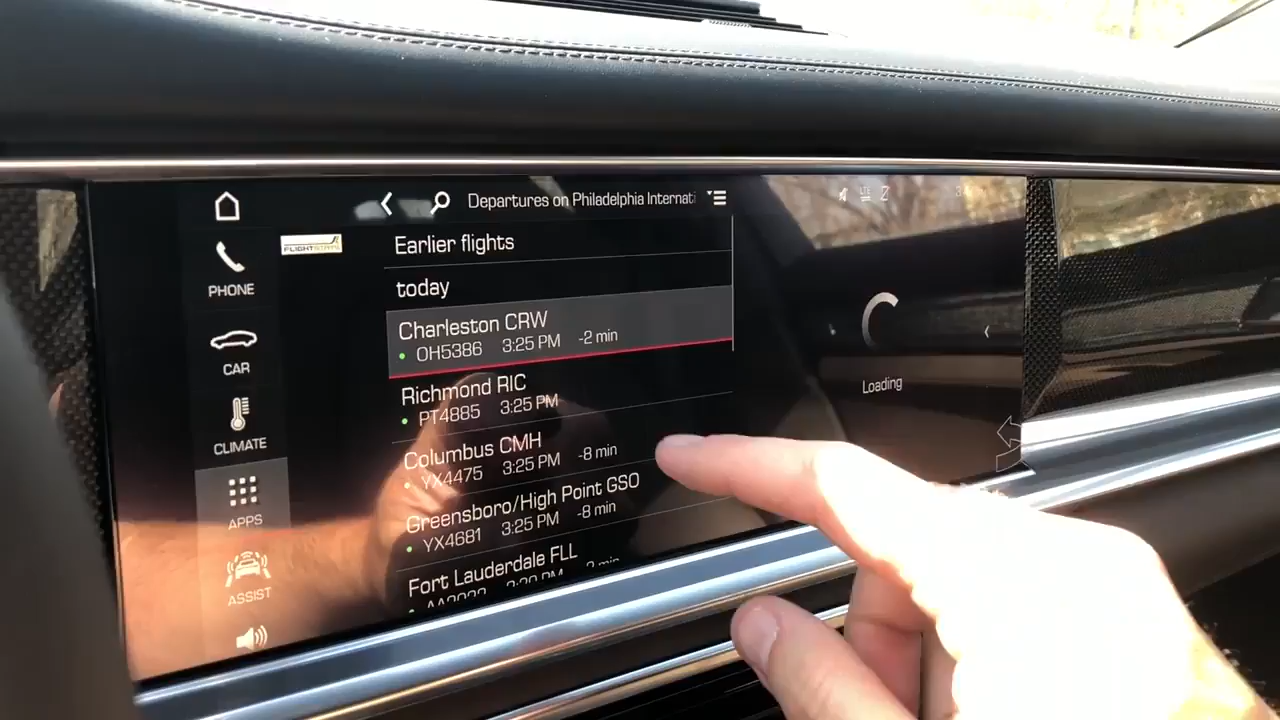 Departures on Philadelphia Internati
LTE
FLIGHTSTATS
Earlier flights
today
Charleston CRW
OH5386 3:25 PM -2 min
Richmond RIC
PT4885 3:25 PM
Columbus CMH
YX4475 3:25 PM -8 min
Greensboro/High Point GSO
YX4681 3:25 PM -8 min
Fort Lauderdale FLL
PHONE
CAR
CLIMATE
APPS
ASSIST
Loading